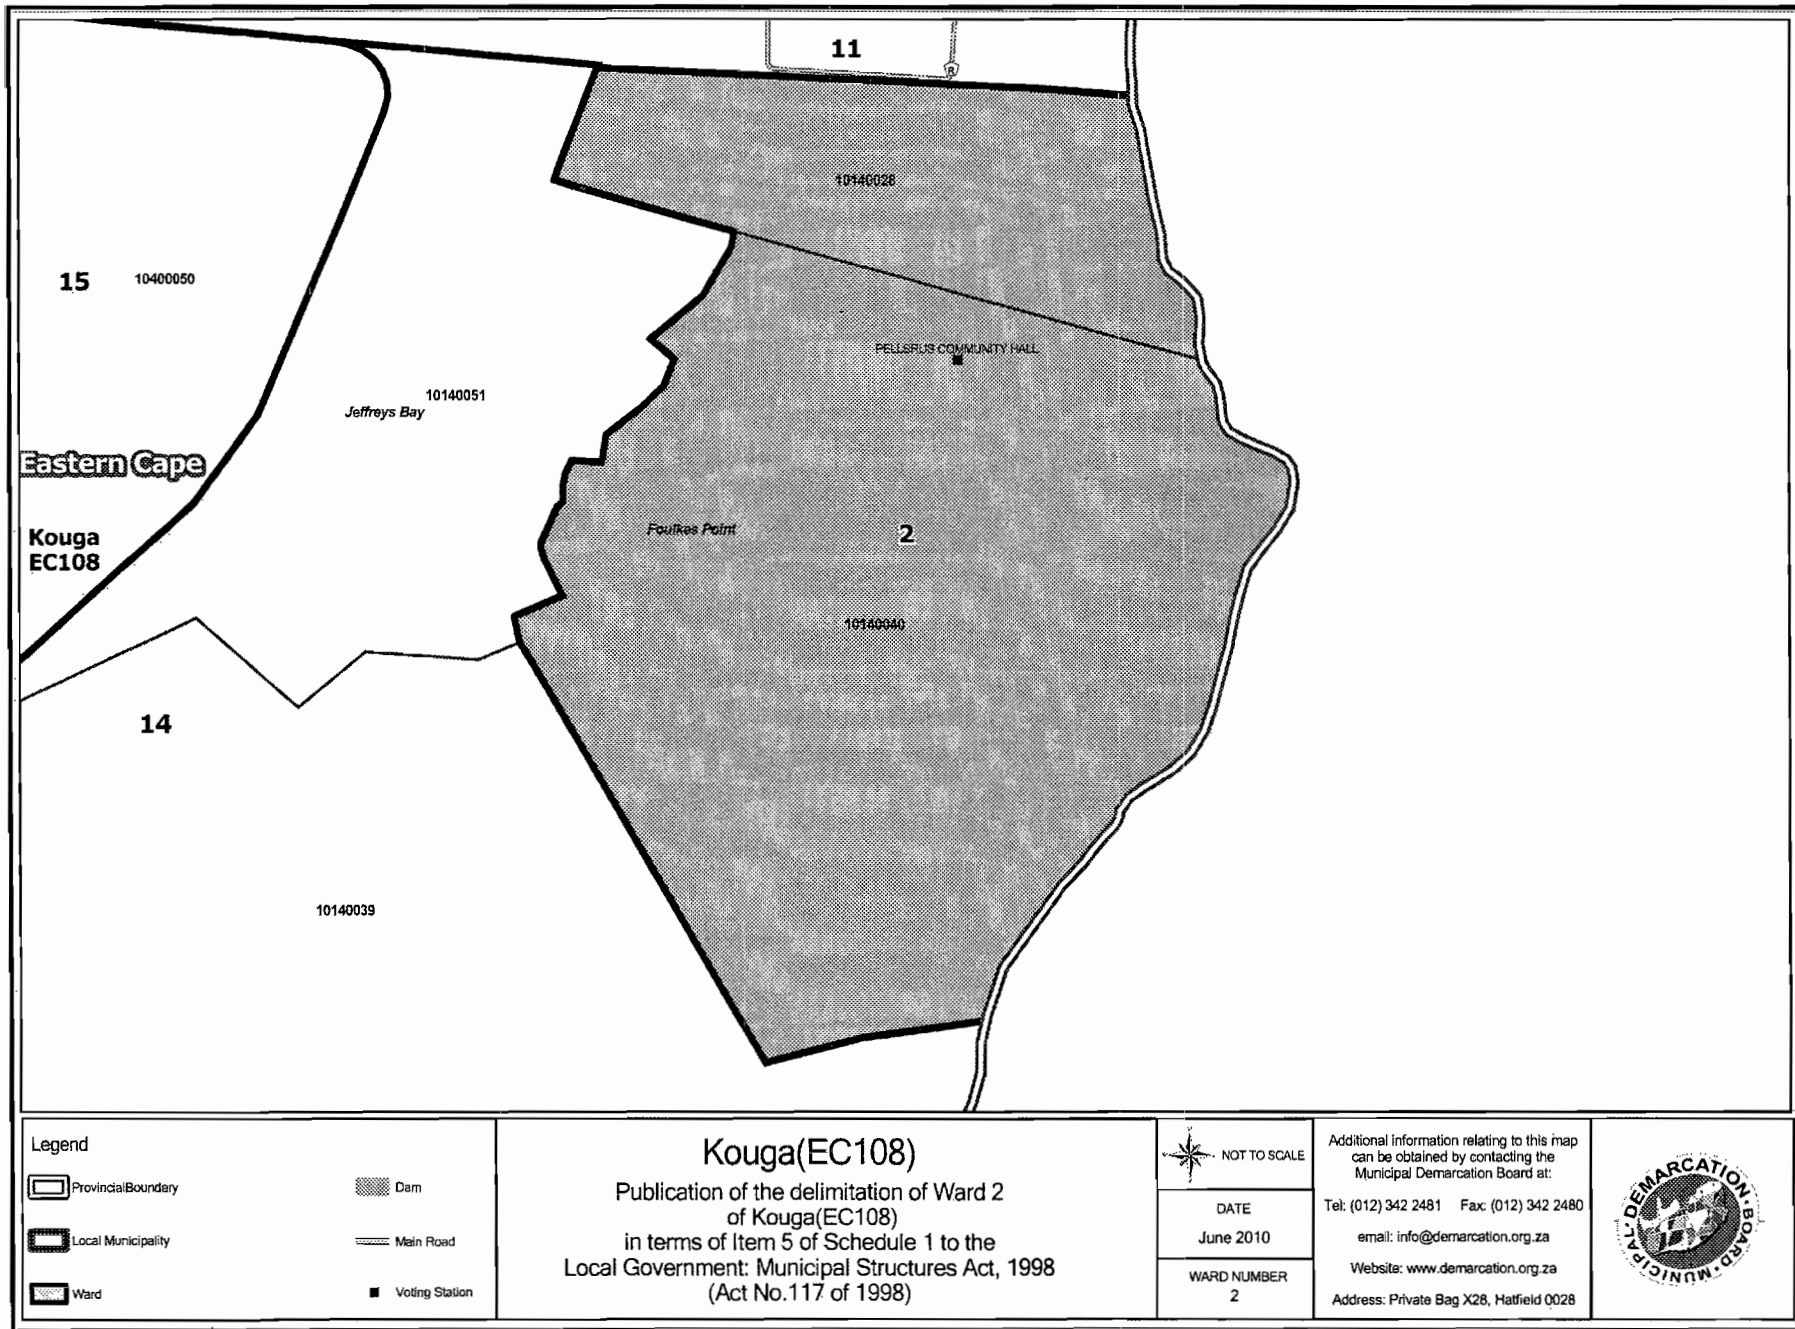 11
R
10140028
15
10400050
PELLSRUS COMMUNITY HALL
10140051
Jeffreys Bay
Eastern Cape
Foulkes Point
2
Kouga
EC108
10140040
14
10140039
Legend
ProvincialBoundary
Dam
Local Municipality
Main Road
Ward
Voting Station
Kouga(EC108)
Publication of the delimitation of Ward 2
of Kouga(EC108)
in terms of Item 5 of Schedule 1 to the
Local Government: Municipal Structures Act, 1998
(Act No.117 of 1998)
NOT TO SCALE
DATE
June 2010
WARD NUMBER
2
Additional information relating to this map
can be obtained by contacting the
Municipal Demarcation Board at:
Tel: (012) 342 2481 Fax: (012) 342 2480
email: info@demarcation.org.za
Website: www.demarcation.org.za
Address: Private Bag X28, Hatfield 0028
MUNICIPAL · DEMARCATION · BOARD ·